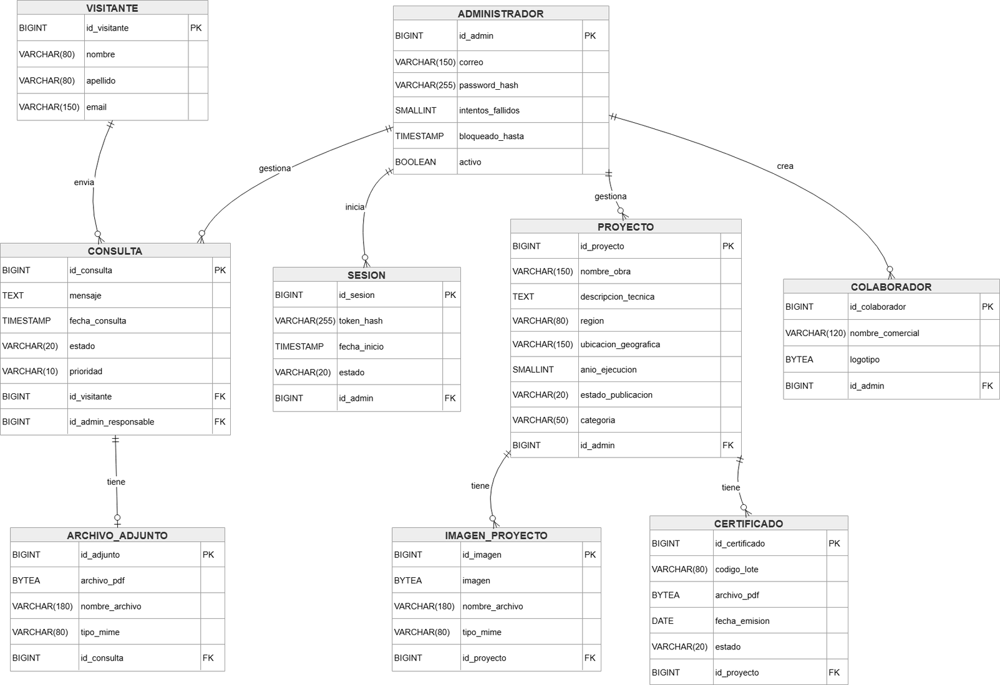 VISITANTE
BIGINT id_visitante PK
VARCHAR(80) nombre
VARCHAR(80) apellido
VARCHAR(150) email
ADMINISTRADOR
BIGINT id_admin PK
VARCHAR(150) correo
VARCHAR(255) password_hash
SMALLINT intentos_fallidos
TIMESTAMP bloqueado_hasta
BOOLEAN activo
envia
gestiona
inicia
gestiona
crea
CONSULTA
BIGINT id_consulta PK
TEXT mensaje
TIMESTAMP fecha_consulta
VARCHAR(20) estado
VARCHAR(10) prioridad
BIGINT id_visitante FK
BIGINT id_admin_responsable FK
SESION
BIGINT id_sesion PK
VARCHAR(255) token_hash
TIMESTAMP fecha_inicio
VARCHAR(20) estado
BIGINT id_admin FK
PROYECTO
BIGINT id_proyecto PK
VARCHAR(150) nombre_obra
TEXT descripcion_tecnica
VARCHAR(80) region
VARCHAR(150) ubicacion_geografica
SMALLINT anio_ejecucion
VARCHAR(20) estado_publicacion
VARCHAR(50) categoria
BIGINT id_admin FK
COLABORADOR
BIGINT id_colaborador PK
VARCHAR(120) nombre_comercial
BYTEA logotipo
BIGINT id_admin FK
tiene
tiene
tiene
ARCHIVO_ADJUNTO
BIGINT id_adjunto PK
BYTEA archivo_pdf
VARCHAR(180) nombre_archivo
VARCHAR(80) tipo_mime
BIGINT id_consulta FK
IMAGEN_PROYECTO
BIGINT id_imagen PK
BYTEA imagen
VARCHAR(180) nombre_archivo
VARCHAR(80) tipo_mime
BIGINT id_proyecto FK
CERTIFICADO
BIGINT id_certificado PK
VARCHAR(80) codigo_lote
BYTEA archivo_pdf
DATE fecha_emision
VARCHAR(20) estado
BIGINT id_proyecto FK